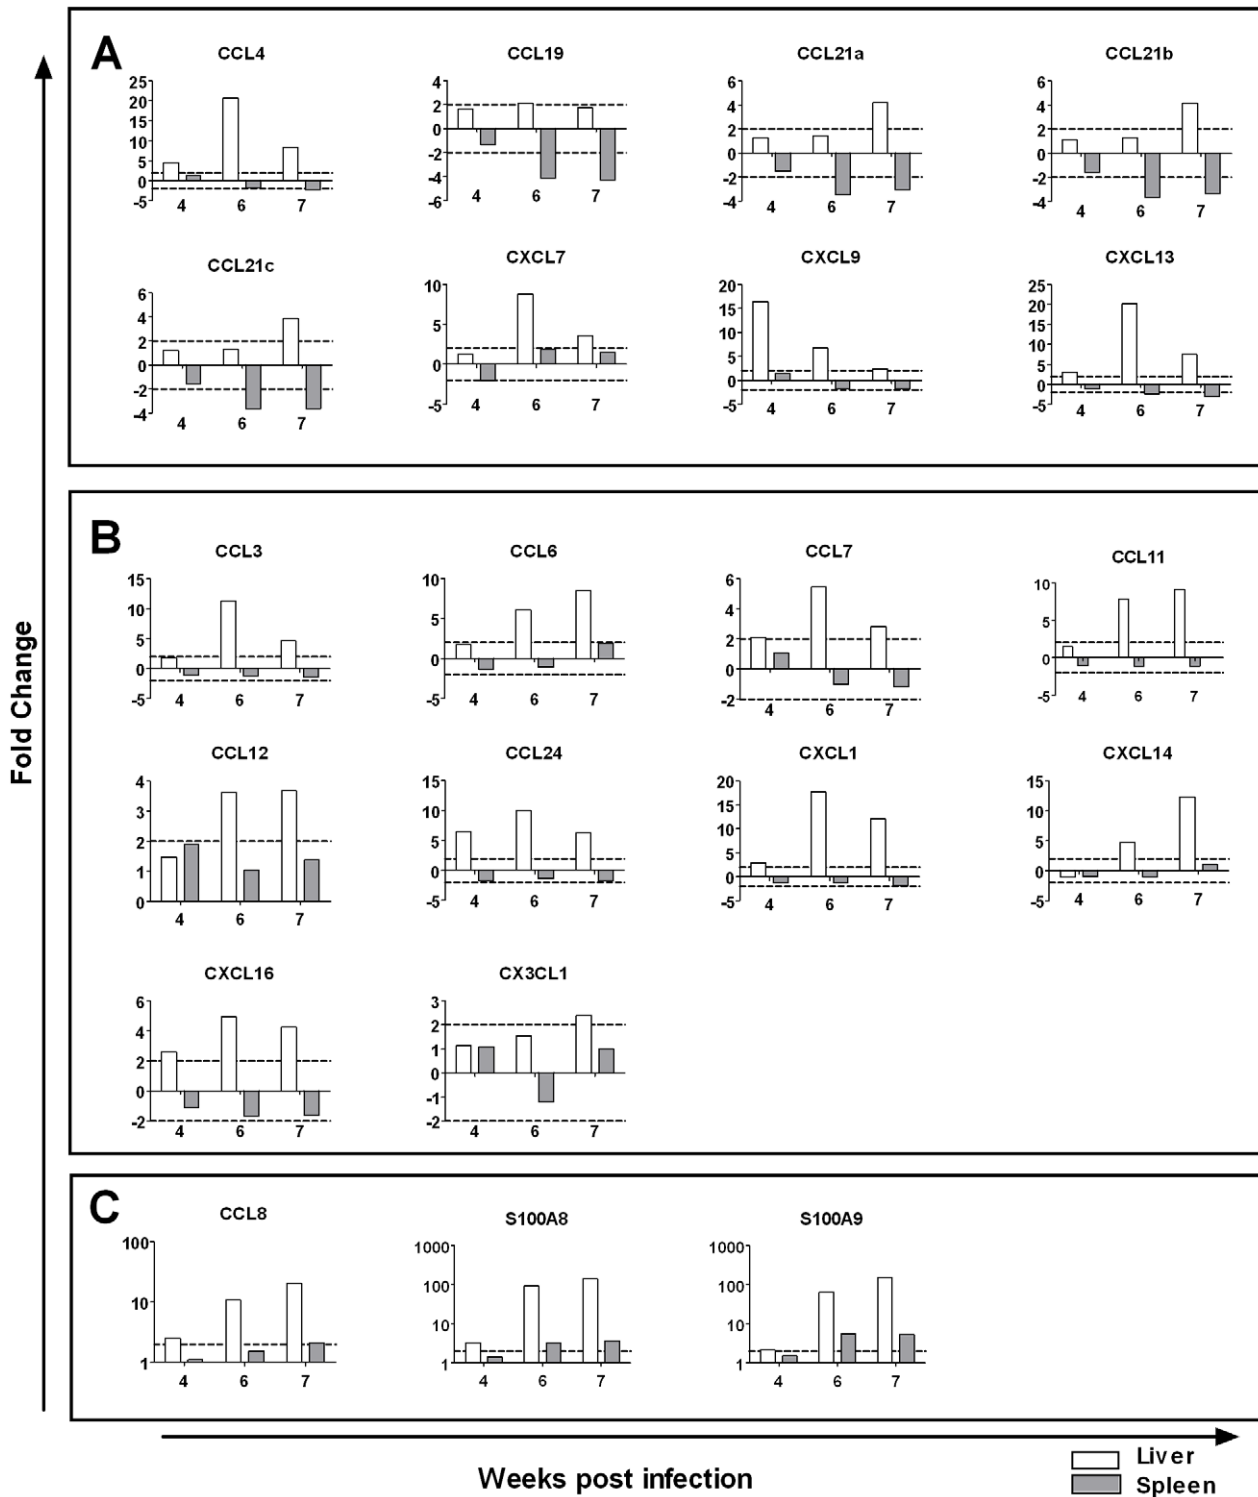 A
CCL4 CCL19 CCL21a CCL21b
25 20 15 10 5 0 -5 4 6 7
4 2 0 -2 -4 -6 4 6 7
6 4 2 0 -2 -4 4 6 7
6 4 2 0 -2 -4 4 6 7
CCL21c CXCL7 CXCL9 CXCL13
6 4 2 0 -2 -4 4 6 7
10 5 0 -5 4 6 7
20 15 10 5 0 -5 4 6 7
25 20 15 10 5 0 -5 4 6 7
B
CCL3 CCL6 CCL7 CCL11
15 10 5 0 -5 4 6 7
10 5 0 -5 4 6 7
6 4 2 0 -2 4 6 7
10 5 0 -5 4 6 7
CCL12 CCL24 CXCL1 CXCL14
4 3 2 1 0 4 6 7
15 10 5 0 -5 4 6 7
20 15 10 5 0 -5 4 6 7
15 10 5 0 -5 4 6 7
CXCL16 CX3CL1
6 4 2 0 -2 4 6 7
3 2 1 0 -1 -2 4 6 7
C
CCL8 S100A8 S100A9
100 10 1 4 6 7
1000 100 10 1 4 6 7
1000 100 10 1 4 6 7
Fold Change
Weeks post infection
Liver
Spleen